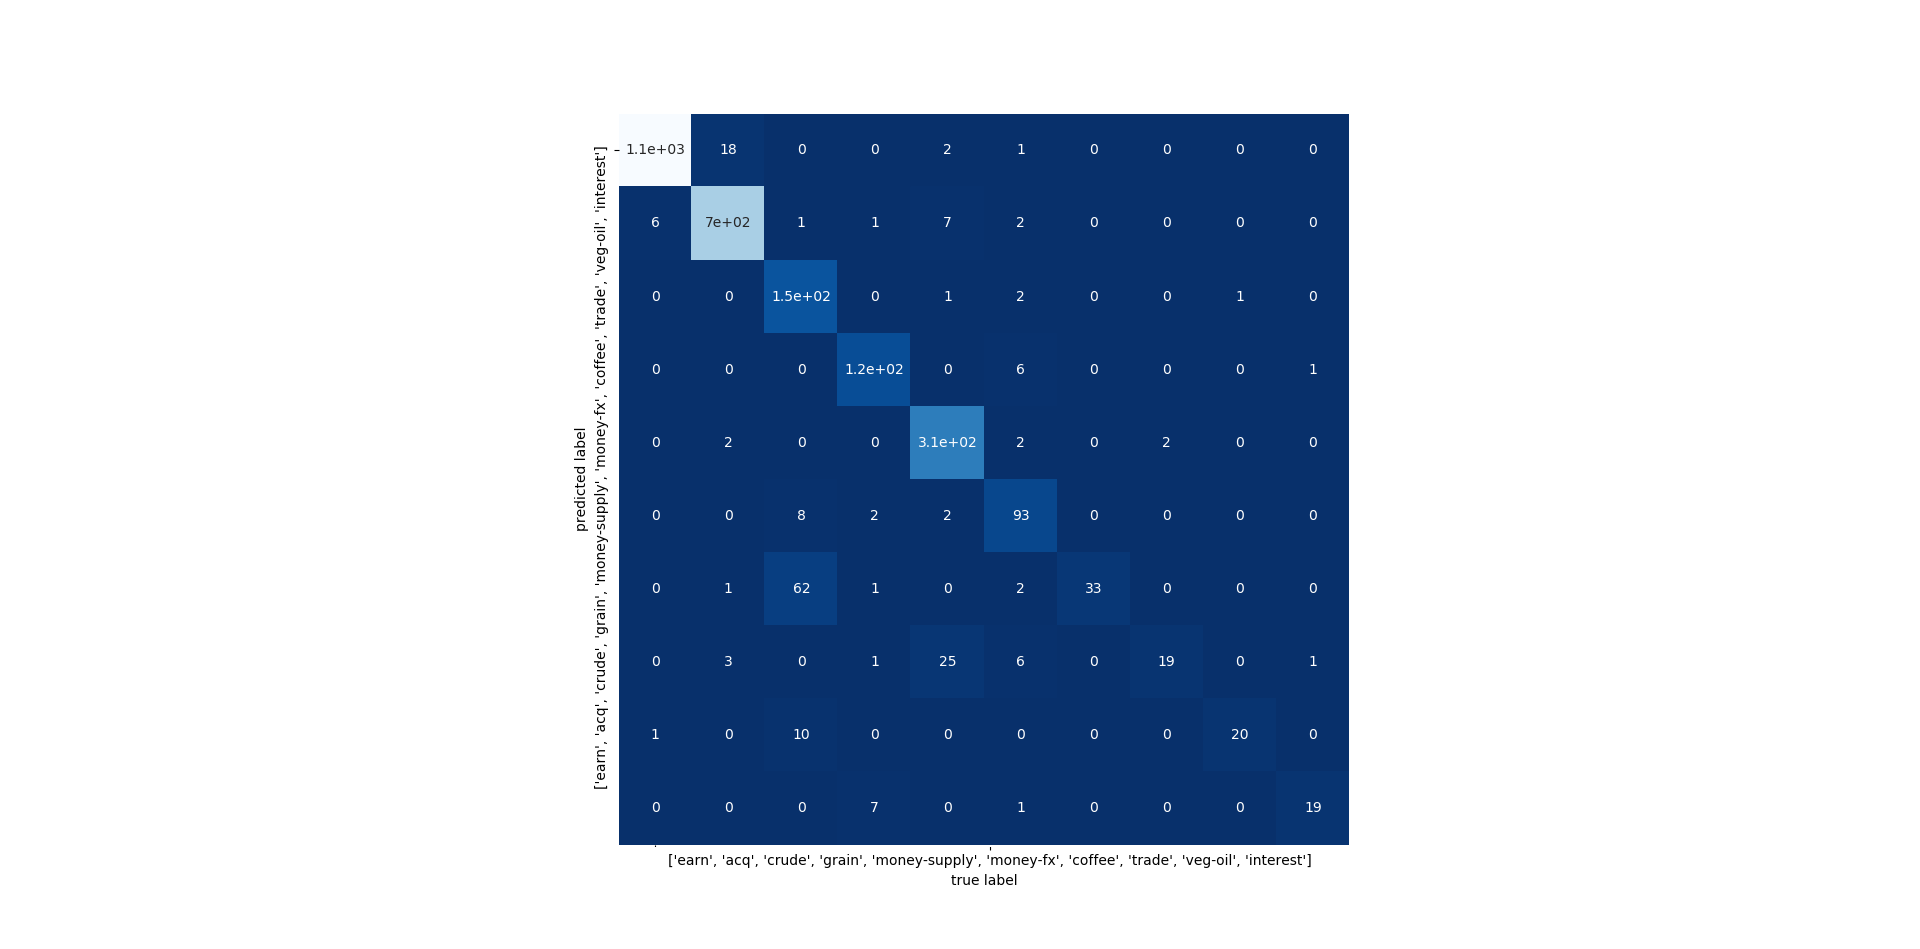 1.1e+03 18 0 0 2 1 0 0 0 0
6 7e+02 1 1 7 2 0 0 0 0
0 0 1.5e+02 0 1 2 0 0 1 0
0 0 0 1.2e+02 0 6 0 0 0 1
0 2 0 0 3.1e+02 2 0 2 0 0
0 0 8 2 2 93 0 0 0 0
0 1 62 1 0 2 33 0 0 0
0 3 0 1 25 6 0 19 0 1
1 0 10 0 0 0 0 0 20 0
0 0 0 7 0 1 0 0 0 19
predicted label
['earn', 'acq', 'crude', 'grain', 'money-supply', 'money-fx', 'coffee', 'trade', 'veg-oil', 'interest']
['earn', 'acq', 'crude', 'grain', 'money-supply', 'money-fx', 'coffee', 'trade', 'veg-oil', 'interest']
true label